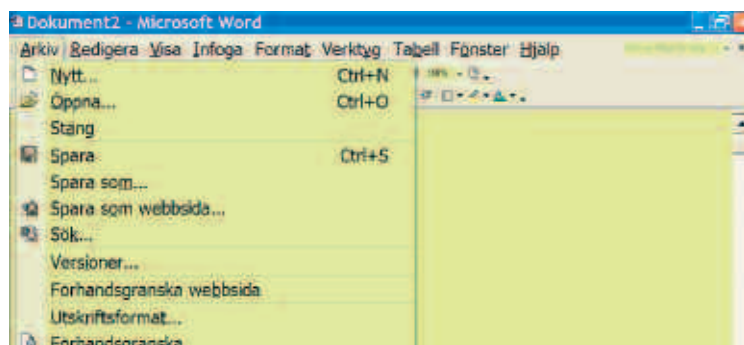 Dokument2 - Microsoft Word
Arkiv Redigera Visa Infoga Format Verktyg Tabell Fönster Hjälp
Nytt... Ctrl+N
Öppna... Ctrl+O
Stäng
Spara Ctrl+S
Spara som...
Spara som webbsida...
Sök...
Versioner...
Förhandsgranska webbsida
Utskriftsformat...
Förhandsgranska